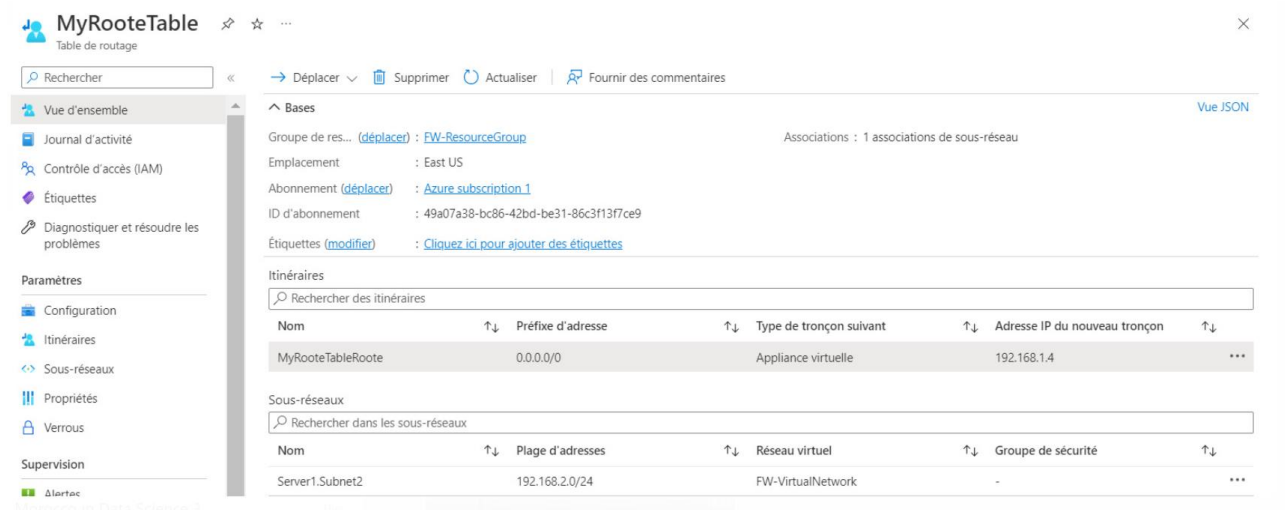 MyRooteTable
Table de routage
Rechercher
Déplacer Supprimer Actualiser Fournir des commentaires
Vue d'ensemble
Journal d'activité
Contrôle d'accès (IAM)
Étiquettes
Diagnostiquer et résoudre les
problèmes
Paramètres
Configuration
Itinéraires
Sous-réseaux
Propriétés
Verrous
Supervision
Alertes
Bases
Vue JSON
Groupe de res... (déplacer) : FW-ResourceGroup
Associations : 1 associations de sous-réseau
Emplacement : East US
Abonnement (déplacer) : Azure subscription 1
ID d'abonnement : 49a07a38-bc86-42bd-be31-86c3f13f7ce9
Étiquettes (modifier) : Cliquez ici pour ajouter des étiquettes
Itinéraires
Rechercher des itinéraires
Nom Préfixe d'adresse Type de tronçon suivant Adresse IP du nouveau tronçon
MyRooteTableRoote 0.0.0.0/0 Appliance virtuelle 192.168.1.4
Sous-réseaux
Rechercher dans les sous-réseaux
Nom Plage d'adresses Réseau virtuel Groupe de sécurité
Server1.Subnet2 192.168.2.0/24 FW-VirtualNetwork -